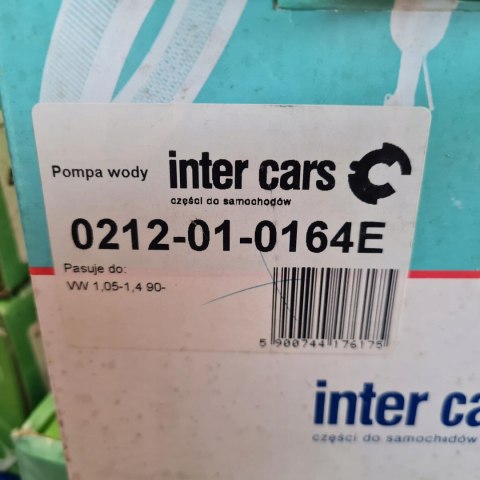 Pompa wody
inter cars
części do samochodów
0212-01-0164E
Pasuje do:
VW 1,05-1,4 90-
5 900744 176175
inter ca
części do samochodów